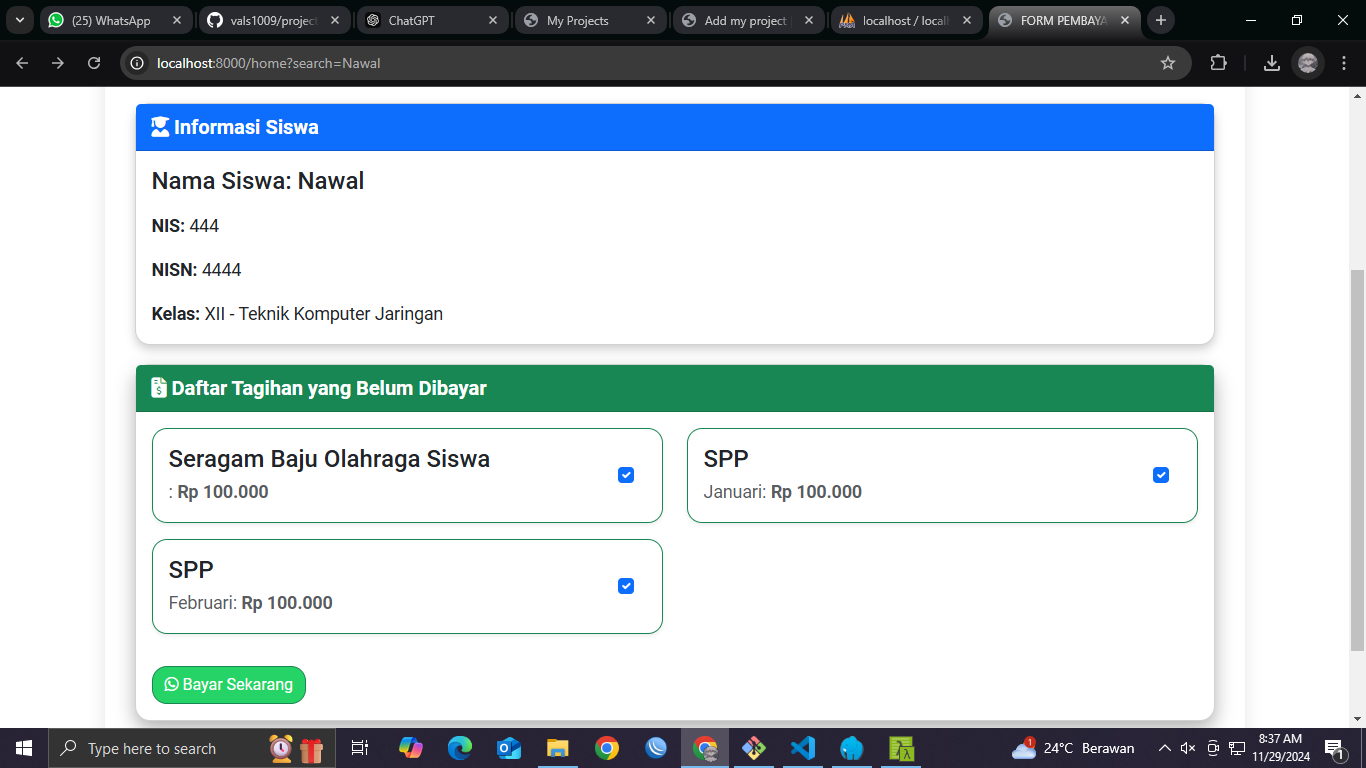 (25) WhatsApp
vals1009/project
ChatGPT
My Projects
Add my project
localhost / locall
FORM PEMBAYA
localhost:8000/home?search=Nawal
Informasi Siswa
Nama Siswa: Nawal
NIS: 444
NISN: 4444
Kelas: XII - Teknik Komputer Jaringan
Daftar Tagihan yang Belum Dibayar
Seragam Baju Olahraga Siswa
: Rp 100.000
SPP
Januari: Rp 100.000
SPP
Februari: Rp 100.000
Bayar Sekarang
Type here to search
1
24°C Berawan
8:37 AM
11/29/2024
1